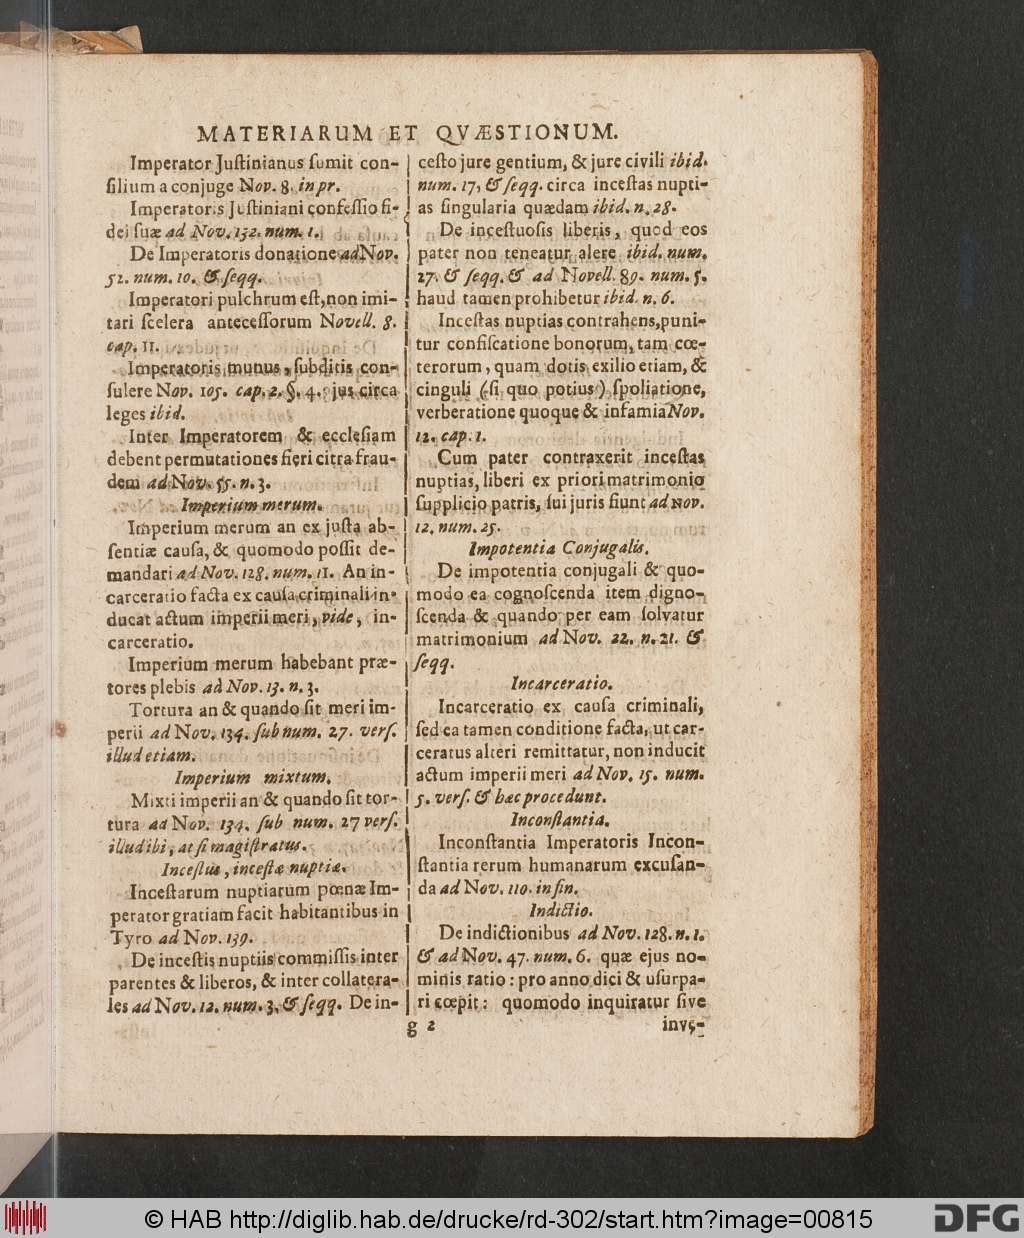 MATERIARUM ET QVÆSTIONUM.
Imperator Juſtinianus ſumit con-
ſilium a conjuge Nov. 8. in pr.
Imperatoris Juſtiniani confeſſio fi-
dei ſuæ ad Nov. 132. num. 1.
De Imperatoris donatione ad Nov.
52. num. 10. & ſeqq.
Imperatori pulchrum eſt, non imi-
tari ſcelera anteceſſorum Novell. 8.
cap. 11.
Imperatoris munus, ſubditis con-
ſulere Nov. 105. cap. 2. §. 4. jus circa
leges ibid.
Inter Imperatorem & eccleſiam
debent permutationes fieri citra frau-
dem ad Nov. 55. n. 3.
Imperium merum.
Imperium merum an ex juſta ab-
ſentiæ cauſa, & quomodo poſſit de-
mandari ad Nov. 128. num. 11. An in-
carceratio facta ex cauſa criminali in-
ducat actum imperii meri, vide, in-
carceratio.
Imperium merum habebant præ-
tores plebis ad Nov. 13. n. 3.
Tortura an & quando ſit meri im-
perii ad Nov. 134. ſub num. 27. verſ.
illud etiam.
Imperium mixtum.
Mixti imperii an & quando ſit tor-
tura ad Nov. 134. ſub num. 27 verſ.
illud ibi, at ſi magiſtratus.
Inceſtus, inceſtæ nuptiæ.
Inceſtarum nuptiarum pœnæ Im-
perator gratiam facit habitantibus in
Tyro ad Nov. 139.
De inceſtis nuptiis commiſſis inter
parentes & liberos, & inter collatera-
les ad Nov. 12. num. 3. & ſeqq. De in-
ceſto jure gentium, & jure civili ibid.
num. 17. & ſeqq. circa inceſtas nupti-
as ſingularia quædam ibid. n. 28.
De inceſtuoſis liberis, quod eos
pater non teneatur alere ibid. num.
27. & ſeqq. & ad Novell. 89. num. 5.
haud tamen prohibetur ibid. n. 6.
Inceſtas nuptias contrahens, puni-
tur confiſcatione bonorum, tam cœ-
terorum, quam dotis, exilio etiam, &
cinguli (ſi quo potius) ſpoliatione,
verberatione quoque & infamia Nov.
12. cap. 1.
Cum pater contraxerit inceſtas
nuptias, liberi ex priori matrimonio
ſupplicio patris, ſui juris fiunt ad Nov.
12. num. 25.
Impotentia Conjugalis.
De impotentia conjugali & quo-
modo ea cognoſcenda item digno-
ſcenda & quando per eam ſolvatur
matrimonium ad Nov. 22. n. 21. &
ſeqq.
Incarceratio.
Incarceratio ex cauſa criminali,
ſed ea tamen conditione facta, ut car-
ceratus alteri remittatur, non inducit
actum imperii meri ad Nov. 15. num.
5. verſ. & hæc procedunt.
Inconſtantia.
Inconſtantia Imperatoris Incon-
ſtantia rerum humanarum excuſan-
da ad Nov. 110. in fin.
Indictio.
De indictionibus ad Nov. 128. n. 1.
& ad Nov. 47. num. 6. quæ ejus no-
minis ratio: pro anno dici & uſurpa-
ri cœpit: quomodo inquiratur ſive
g 2
inve-
© HAB http://diglib.hab.de/drucke/rd-302/start.htm?image=00815
DFG